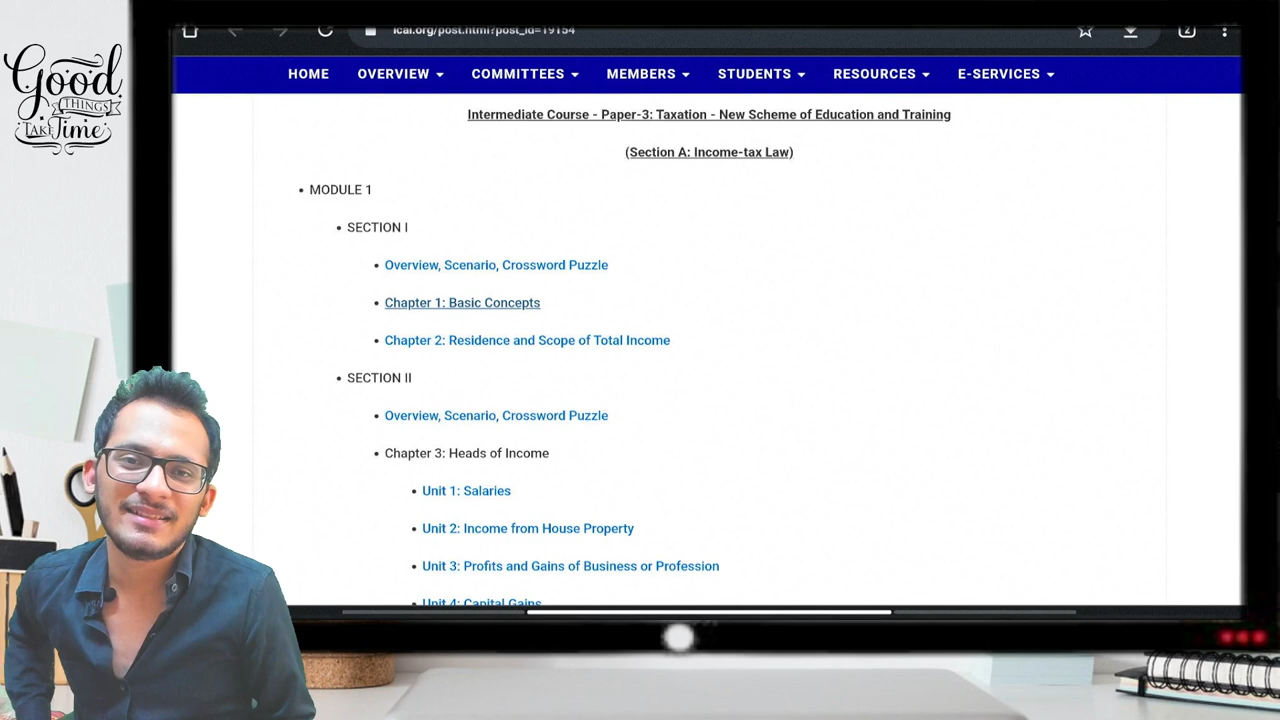 Good
THINGS
TAKE Time
ical.org/post.html?post_id=19154
2
HOME OVERVIEW COMMITTEES MEMBERS STUDENTS RESOURCES E-SERVICES
Intermediate Course - Paper-3: Taxation - New Scheme of Education and Training
(Section A: Income-tax Law)
• MODULE 1
• SECTION I
• Overview, Scenario, Crossword Puzzle
• Chapter 1: Basic Concepts
• Chapter 2: Residence and Scope of Total Income
• SECTION II
• Overview, Scenario, Crossword Puzzle
• Chapter 3: Heads of Income
• Unit 1: Salaries
• Unit 2: Income from House Property
• Unit 3: Profits and Gains of Business or Profession
• Unit 4: Capital Gains